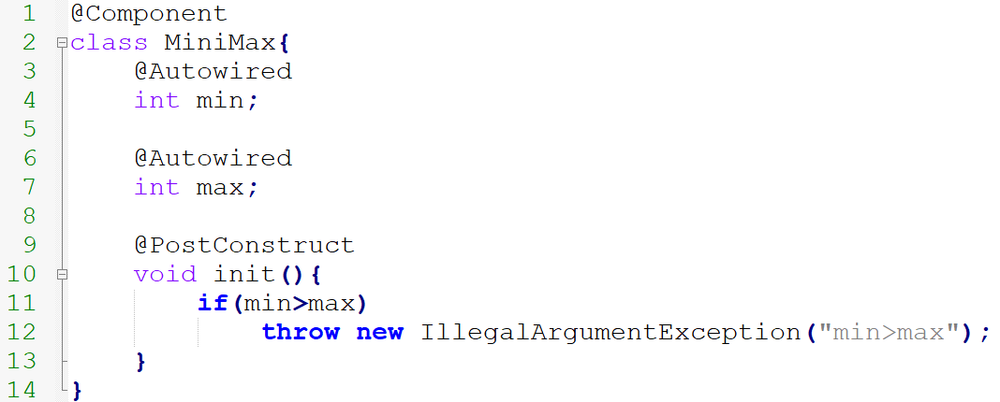 1 @Component
2 class MiniMax{
3 @Autowired
4 int min;
5
6 @Autowired
7 int max;
8
9 @PostConstruct
10 void init(){
11 if(min>max)
12 throw new IllegalArgumentException("min>max");
13 }
14 }